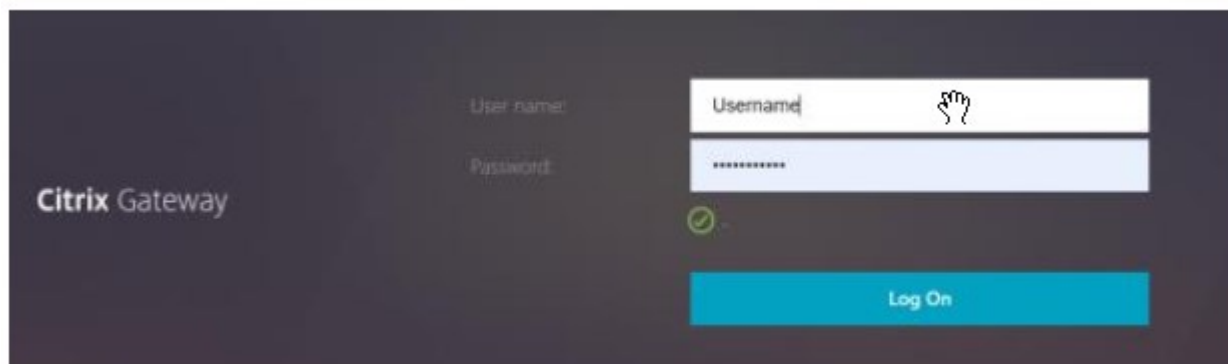 User name:
Username
Password:
•••••••••••
Citrix Gateway
Log On